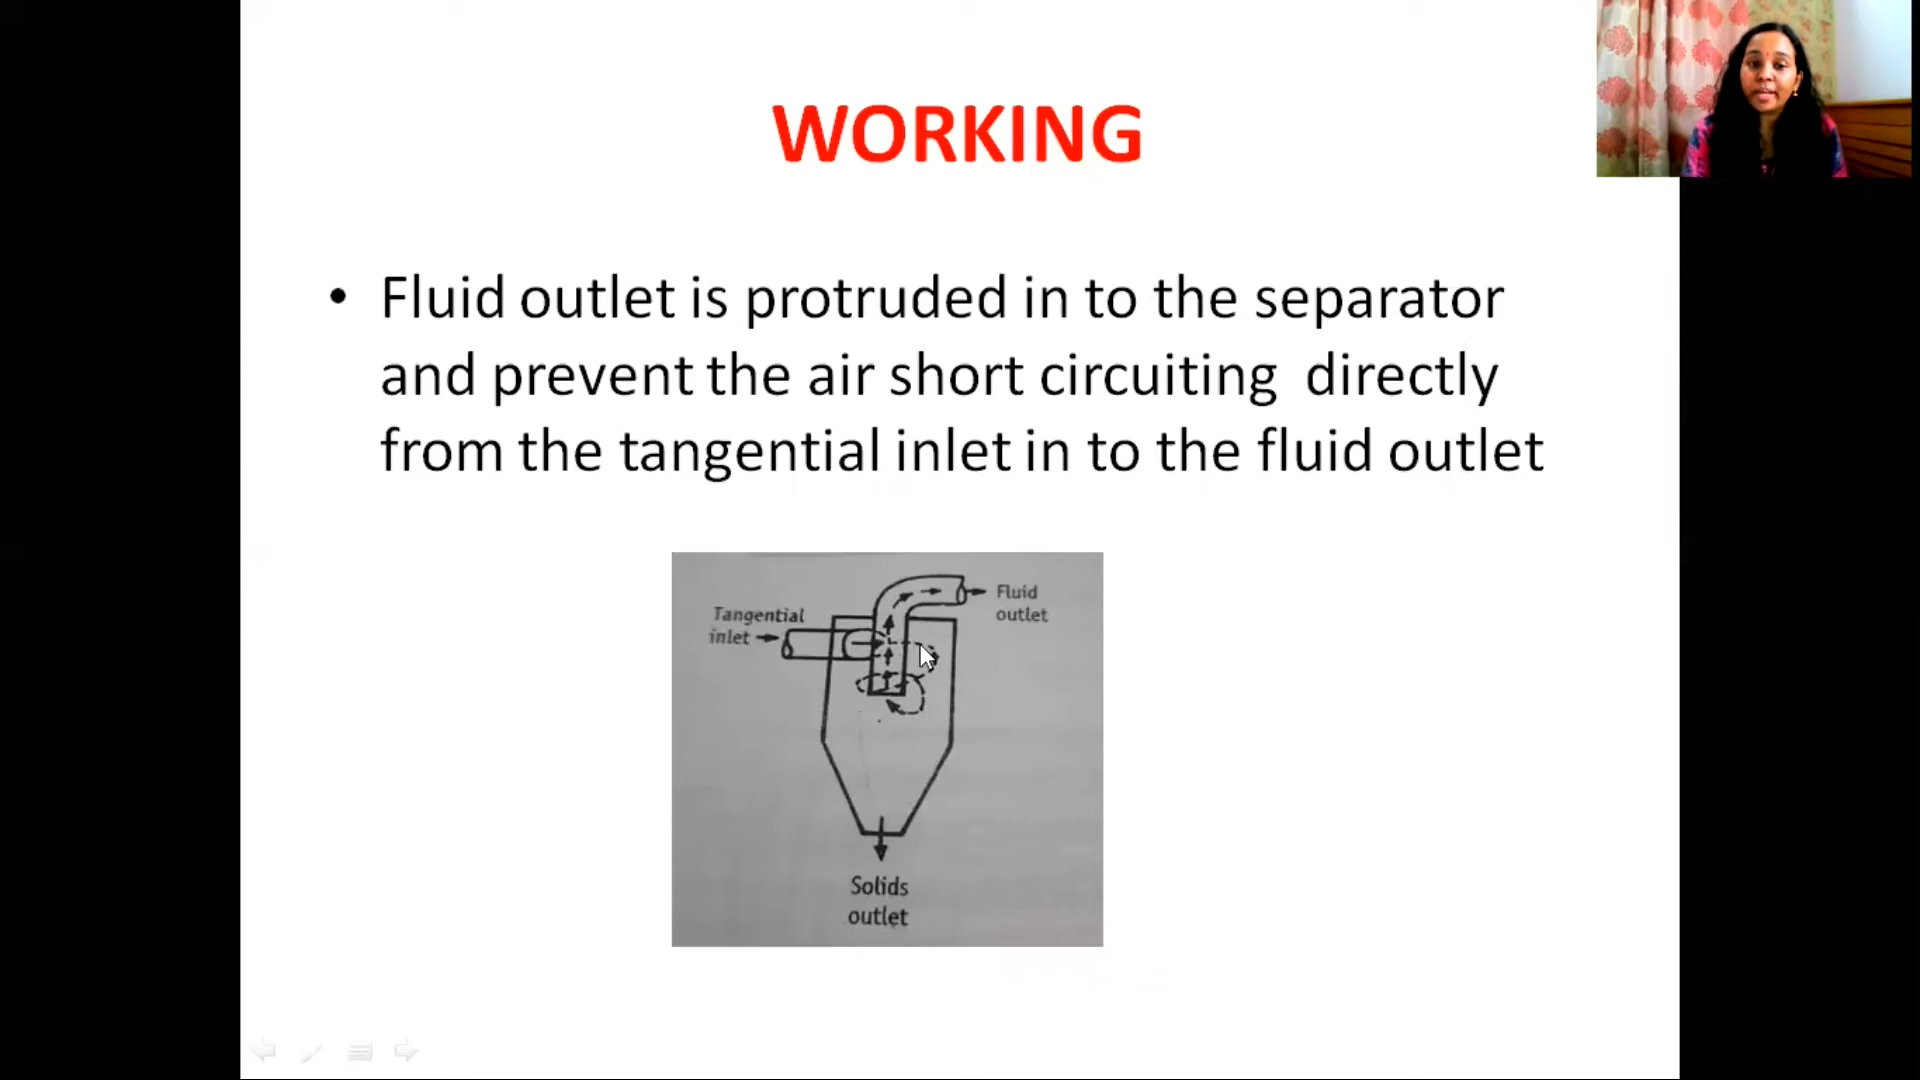 WORKING
• Fluid outlet is protruded in to the separator
and prevent the air short circuiting directly
from the tangential inlet in to the fluid outlet
Tangential
inlet
Fluid
outlet
Solids
outlet